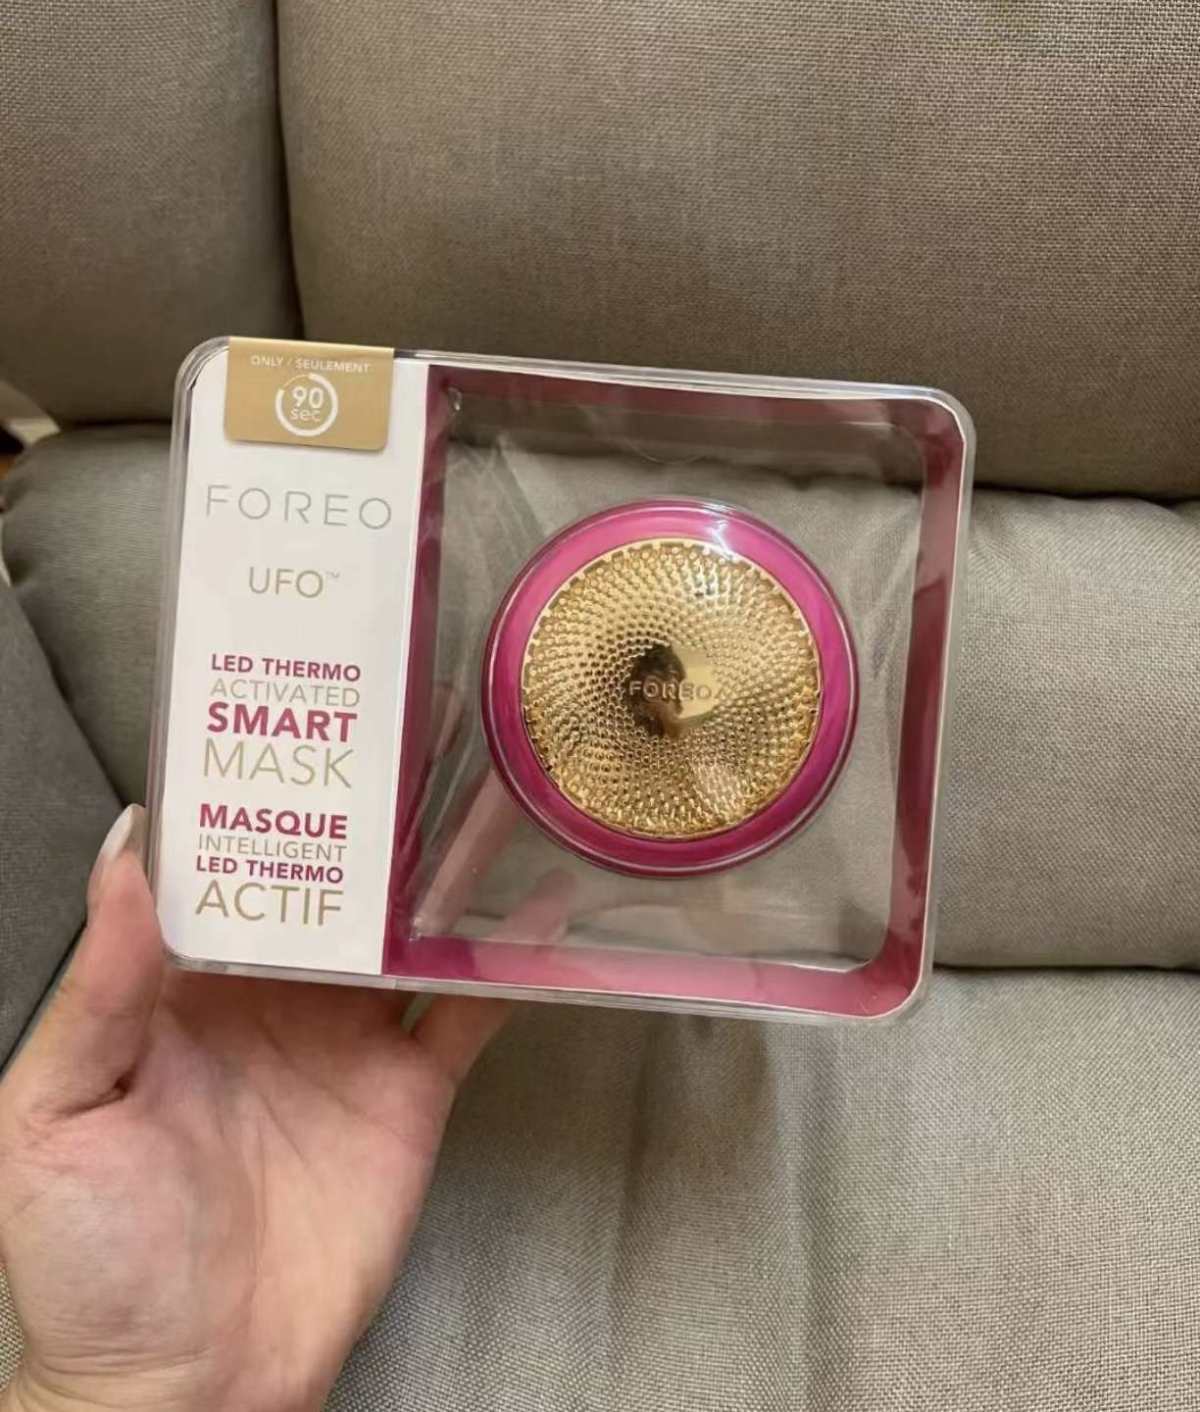 ONLY / SEULEMENT
90
sec
FOREO
UFO™
LED THERMO
ACTIVATED
SMART
MASK
MASQUE
INTELLIGENT
LED THERMO
ACTIF
FOREO